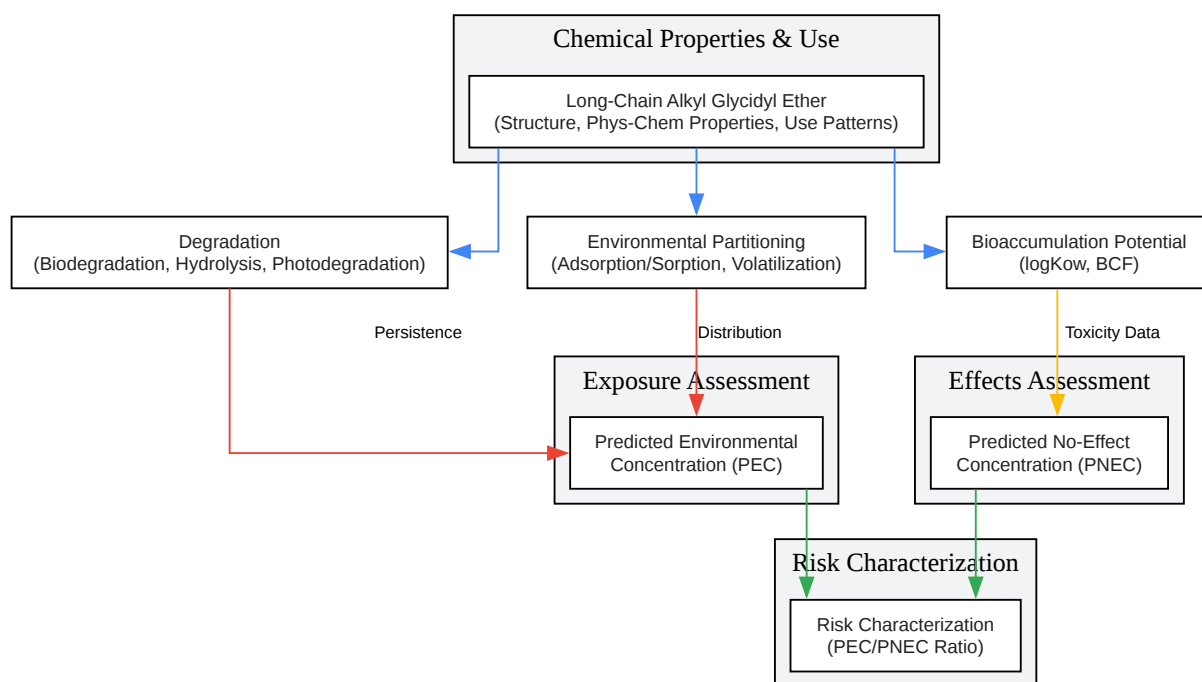 Chemical Properties & Use
Long-Chain Alkyl Glycidyl Ether
(Structure, Phys-Chem Properties, Use Patterns)
Degradation
(Biodegradation, Hydrolysis, Photodegradation)
Environmental Partitioning
(Adsorption/Sorption, Volatilization)
Bioaccumulation Potential
(logKow, BCF)
Persistence
Distribution
Toxicity Data
Exposure Assessment
Predicted Environmental
Concentration (PEC)
Effects Assessment
Predicted No-Effect
Concentration (PNEC)
Risk Characterization
Risk Characterization
(PEC/PNEC Ratio)